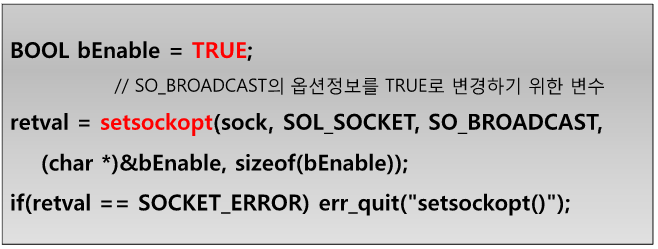 BOOL bEnable = TRUE;
// SO_BROADCAST의 옵션정보를 TRUE로 변경하기 위한 변수
retval = setsockopt(sock, SOL_SOCKET, SO_BROADCAST,
(char *)&bEnable, sizeof(bEnable));
if(retval == SOCKET_ERROR) err_quit("setsockopt()");